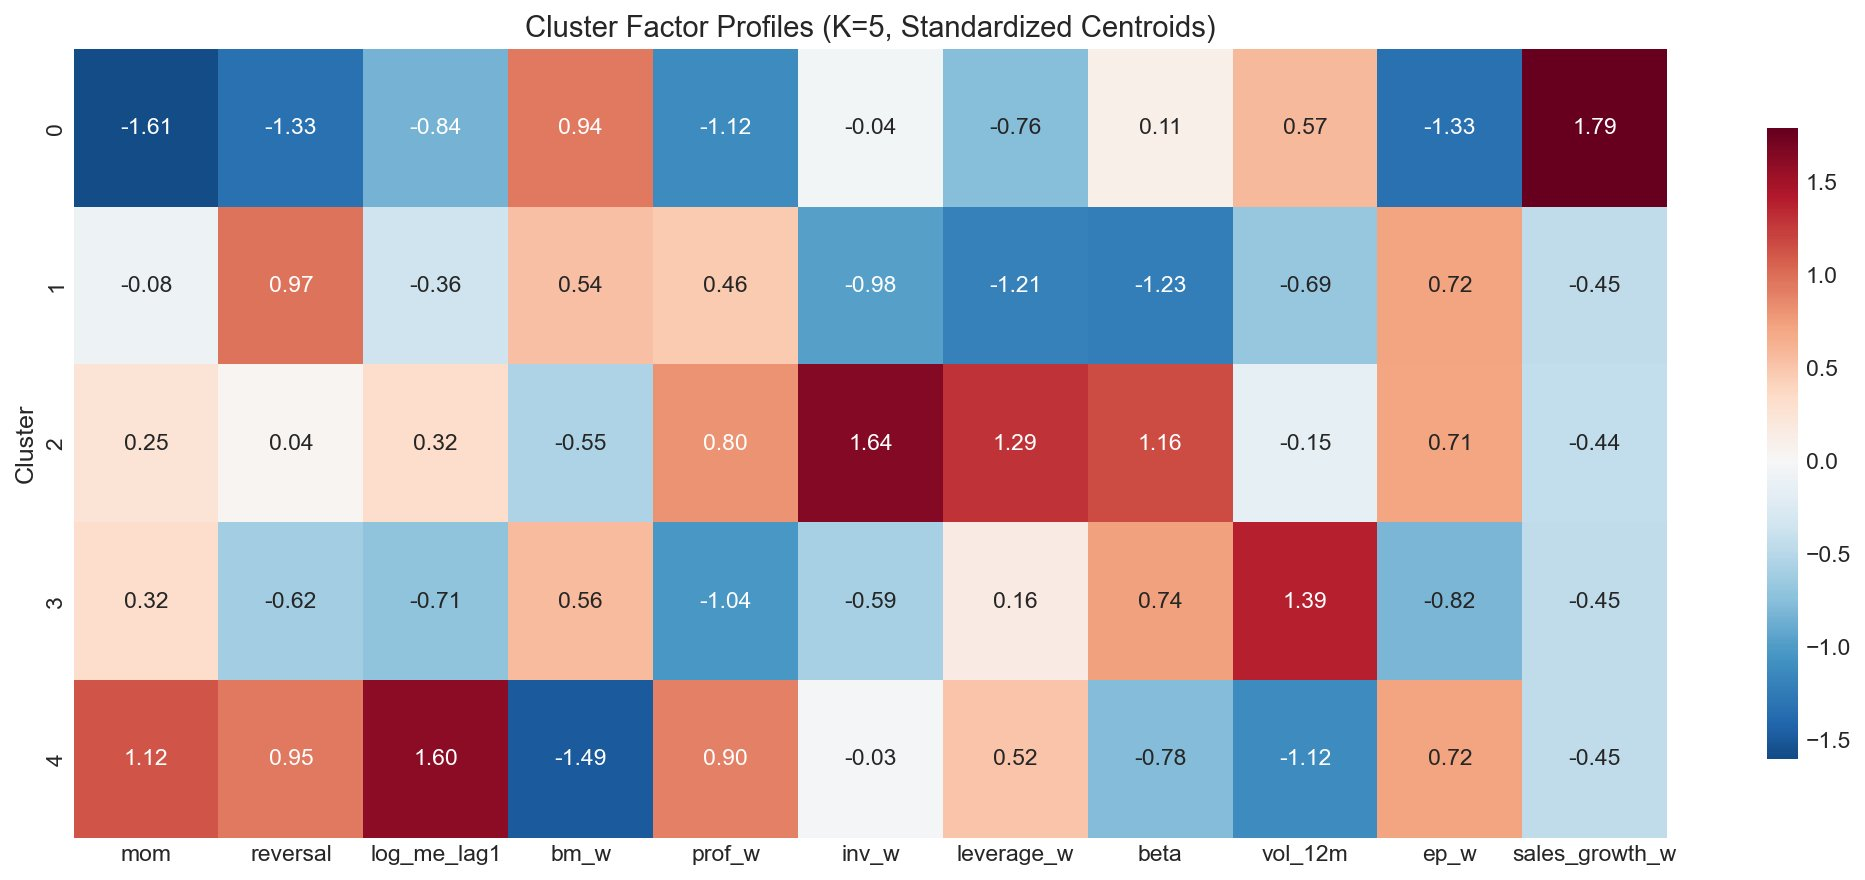 Cluster Factor Profiles (K=5, Standardized Centroids)
0 -1.61 -1.33 -0.84 0.94 -1.12 -0.04 -0.76 0.11 0.57 -1.33 1.79
1 -0.08 0.97 -0.36 0.54 0.46 -0.98 -1.21 -1.23 -0.69 0.72 -0.45
2 0.25 0.04 0.32 -0.55 0.80 1.64 1.29 1.16 -0.15 0.71 -0.44
3 0.32 -0.62 -0.71 0.56 -1.04 -0.59 0.16 0.74 1.39 -0.82 -0.45
4 1.12 0.95 1.60 -1.49 0.90 -0.03 0.52 -0.78 -1.12 0.72 -0.45
Cluster
mom reversal log_me_lag1 bm_w prof_w inv_w leverage_w beta vol_12m ep_w sales_growth_w
1.5
1.0
0.5
0.0
−0.5
−1.0
−1.5